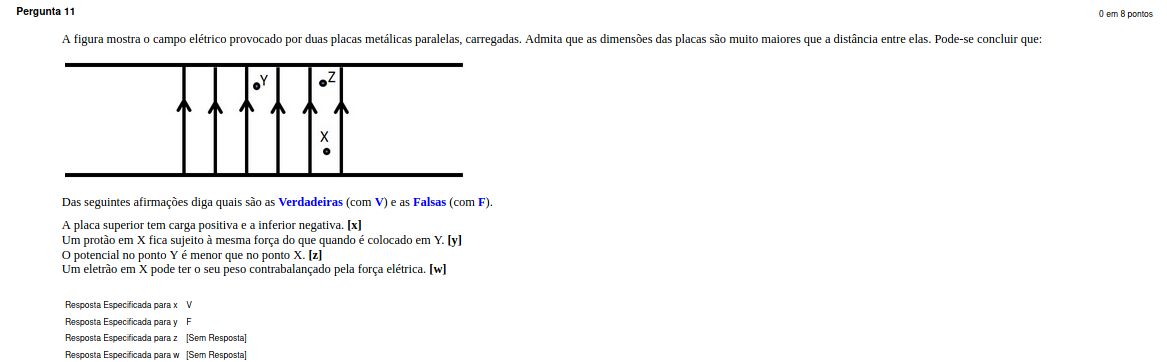 Pergunta 11
0 em 8 pontos
A figura mostra o campo elétrico provocado por duas placas metálicas paralelas, carregadas. Admita que as dimensões das placas são muito maiores que a distância entre elas. Pode-se concluir que:
Y
Z
X
Das seguintes afirmações diga quais são as Verdadeiras (com V) e as Falsas (com F).
A placa superior tem carga positiva e a inferior negativa. [x]
Um protão em X fica sujeito à mesma força do que quando é colocado em Y. [y]
O potencial no ponto Y é menor que no ponto X. [z]
Um eletrão em X pode ter o seu peso contrabalançado pela força elétrica. [w]
Resposta Especificada para x V
Resposta Especificada para y F
Resposta Especificada para z [Sem Resposta]
Resposta Especificada para w [Sem Resposta]